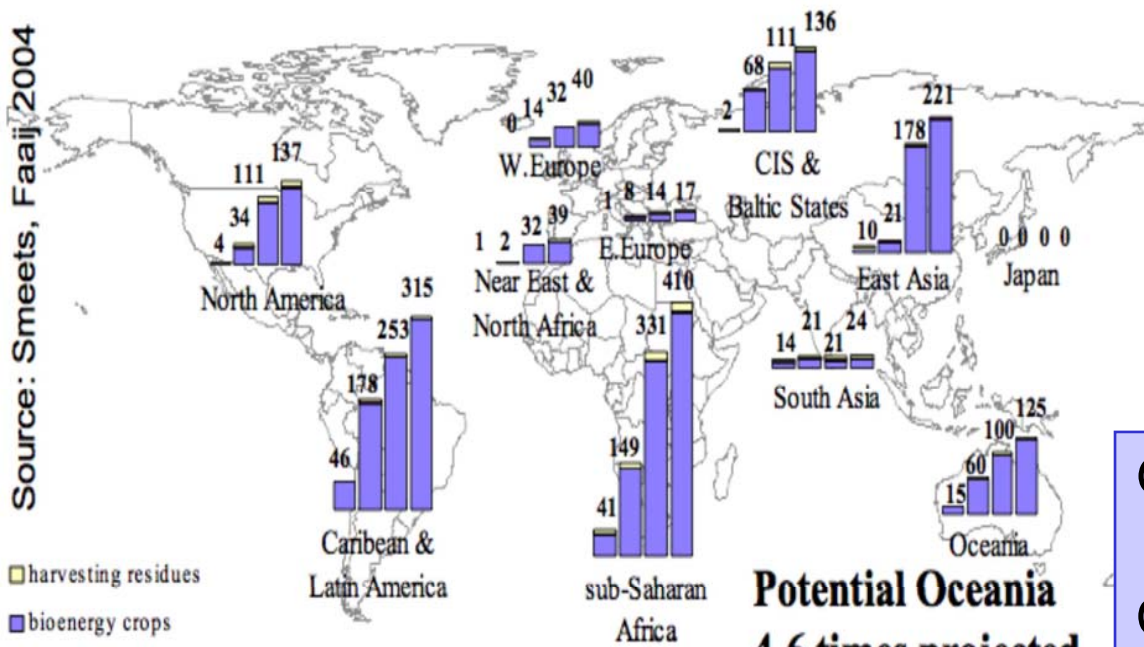 Source: Smeets, Faaij 2004
136
111
68
2
40
32
14
0
W.Europe
CIS &
Baltic States
221
178
21
10
East Asia
0 0 0 0
Japan
137
111
34
4
North America
1 8 14 17
E.Europe
1 2 32 39
Near East &
North Africa
315
253
178
46
Caribean &
Latin America
410
331
149
41
sub-Saharan
Africa
14 21 21 24
South Asia
125
100
60
15
Oceania
harvesting residues
bioenergy crops
Potential Oceania
4-6 times projected